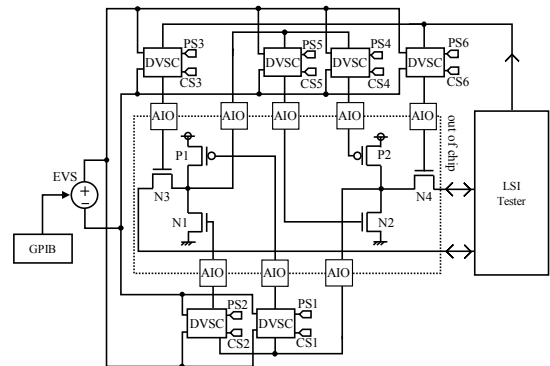 PS3 PS5 PS4 PS6
DVSC DVSC DVSC DVSC
CS3 CS5 CS4 CS6
AIO AIO AIO AIO AIO
out of chip
P1 P2
EVS
N3 N4
LSI
Tester
N1 N2
GPIB
AIO AIO AIO
PS2 PS1
DVSC DVSC
CS2 CS1